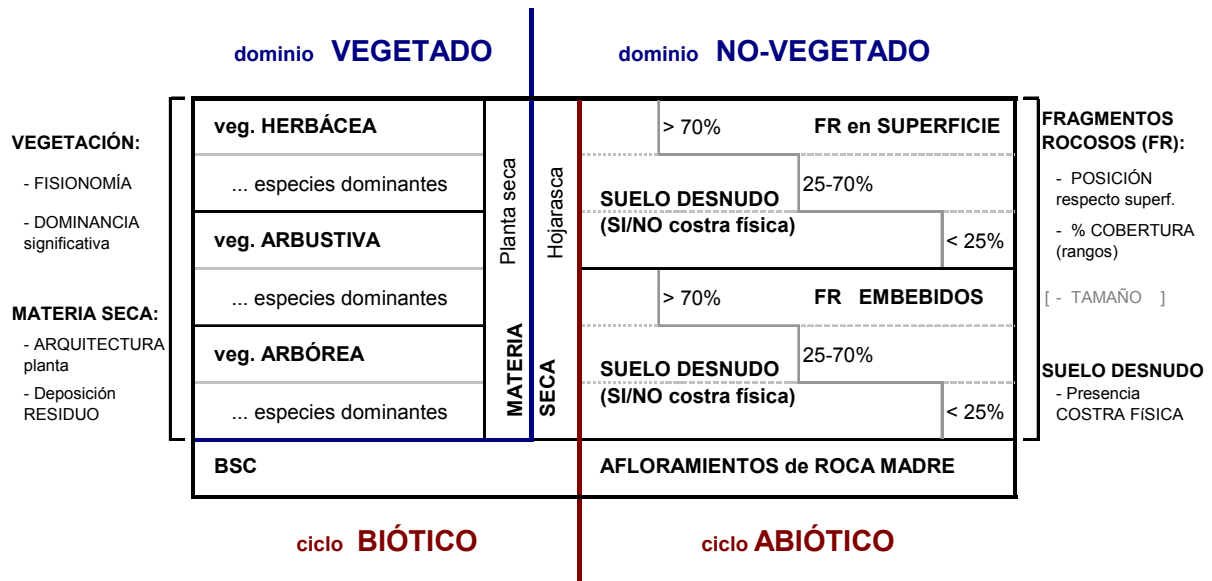 dominio VEGETADO
dominio NO-VEGETADO
VEGETACIÓN:
- FISIONOMÍA
- DOMINANCIA
significativa
MATERIA SECA:
- ARQUITECTURA
planta
- Deposición
RESIDUO
veg. HERBÁCEA
... especies dominantes
veg. ARBUSTIVA
... especies dominantes
veg. ARBÓREA
... especies dominantes
MATERIA Planta seca
SECA Hojarasca
> 70% FR en SUPERFICIE
25-70%
SUELO DESNUDO
(SI/NO costra física)
< 25%
> 70% FR EMBEBIDOS
25-70%
SUELO DESNUDO
(SI/NO costra física)
< 25%
BSC
AFLORAMIENTOS de ROCA MADRE
FRAGMENTOS
ROCOSOS (FR):
- POSICIÓN
respecto superf.
- % COBERTURA
(rangos)
[ - TAMAÑO ]
SUELO DESNUDO
- Presencia
COSTRA FíSICA
ciclo BIÓTICO
ciclo ABIÓTICO